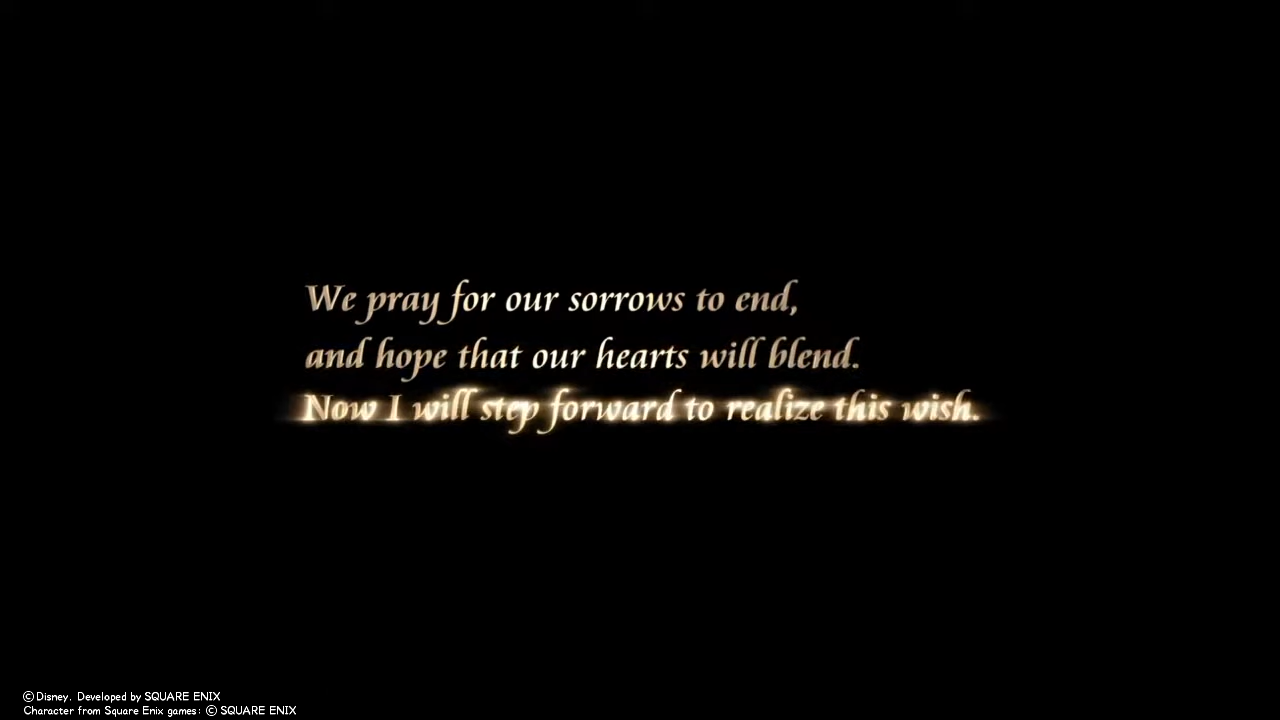 We pray for our sorrows to end,
and hope that our hearts will blend.
Now I will step forward to realize this wish.
©Disney. Developed by SQUARE ENIX
Character from Square Enix games: © SQUARE ENIX